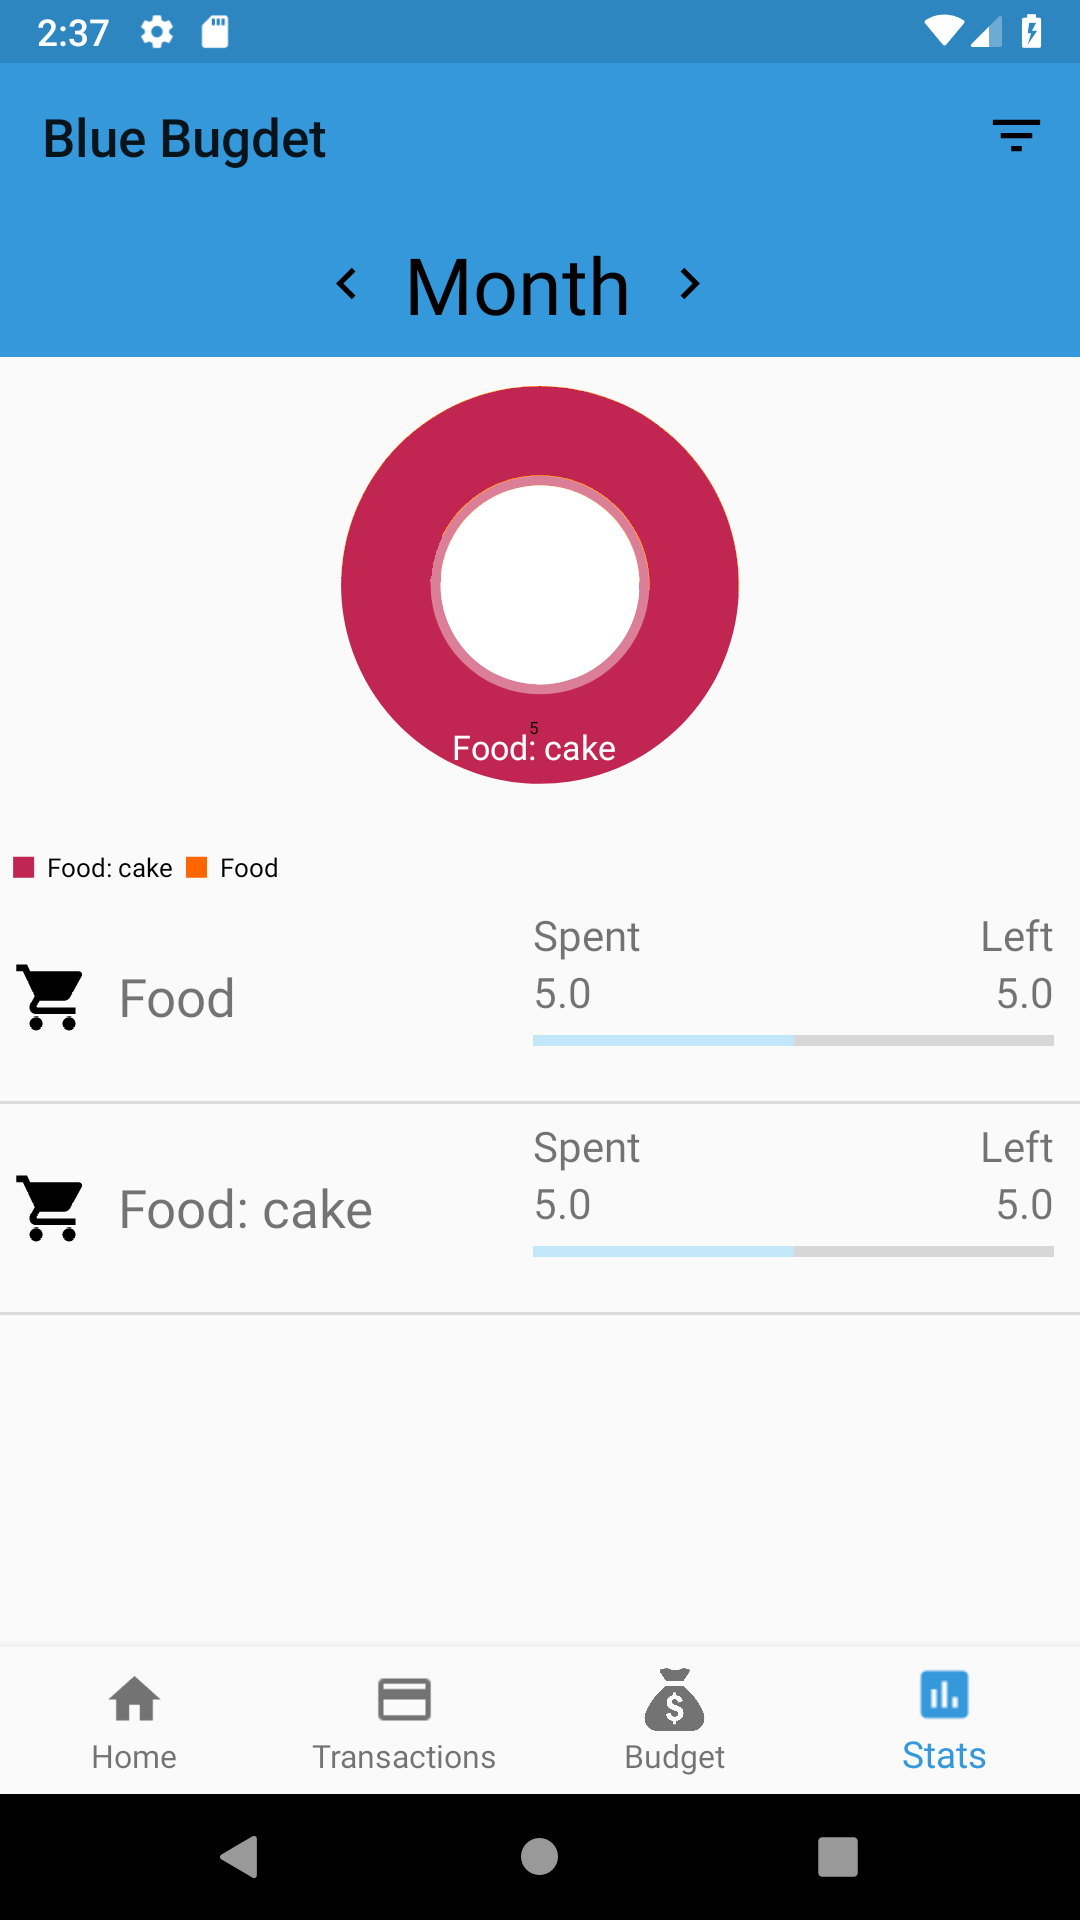 2:37
Blue Bugdet
Month
5
Food: cake
Food: cake Food
Spent Left
Food
5.0 5.0
Spent Left
Food: cake
5.0 5.0
Home Transactions Budget Stats